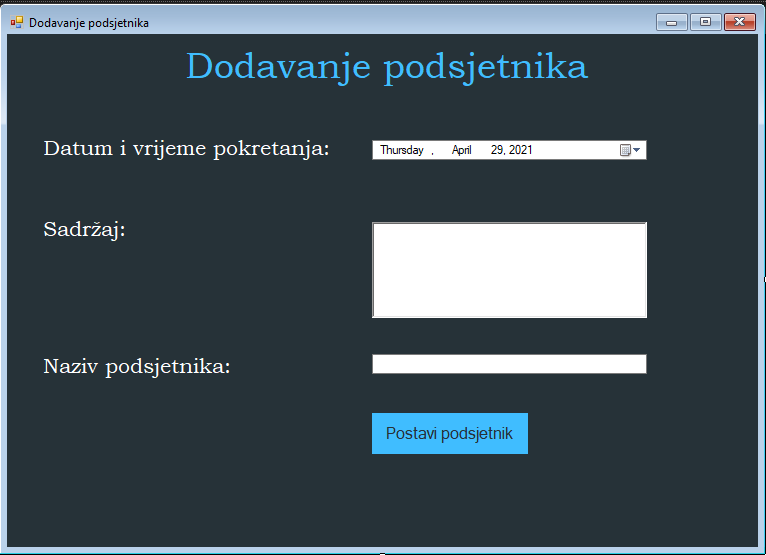 Dodavanje podsjetnika
Dodavanje podsjetnika
Datum i vrijeme pokretanja:
Thursday , April 29, 2021
Sadržaj:
Naziv podsjetnika:
Postavi podsjetnik